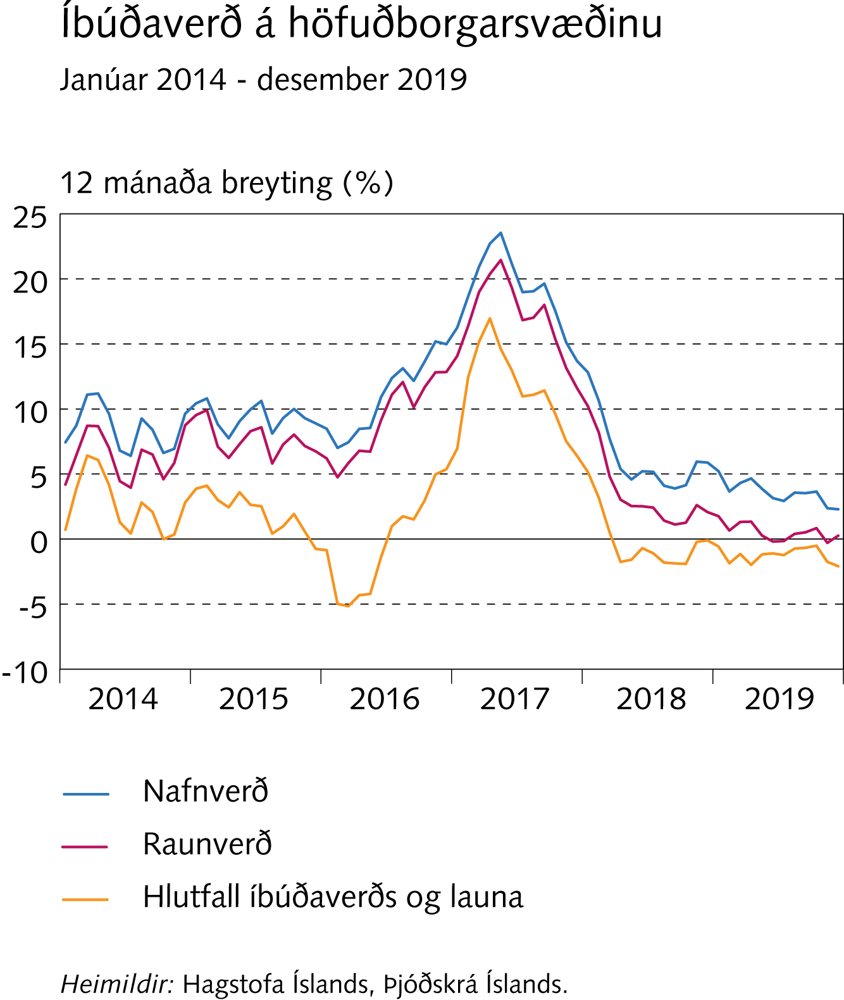 Íbúðaverð á höfuðborgarsvæðinu
Janúar 2014 - desember 2019
12 mánaða breyting (%)
25
20
15
10
5
0
-5
-10
2014 2015 2016 2017 2018 2019
Nafnverð
Raunverð
Hlutfall íbúðaverðs og launa
Heimildir: Hagstofa Íslands, Þjóðskrá Íslands.